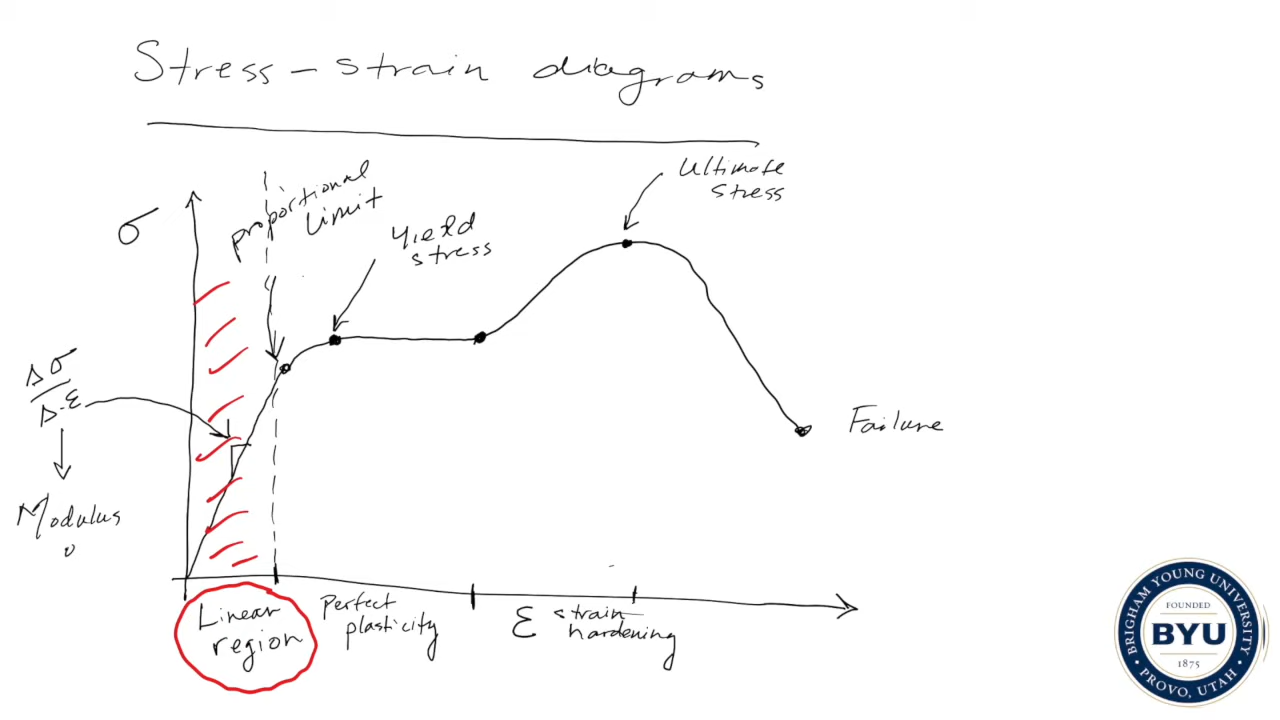 Stress - strain diagrams
σ
proportional
limit
Yield
stress
Ultimate
stress
Δσ
Δε
Modulus
o
Failure
Linear
region
Perfect
plasticity
ε
strain
hardening
BRIGHAM YOUNG UNIVERSITY
FOUNDED
BYU
1875
PROVO, UTAH